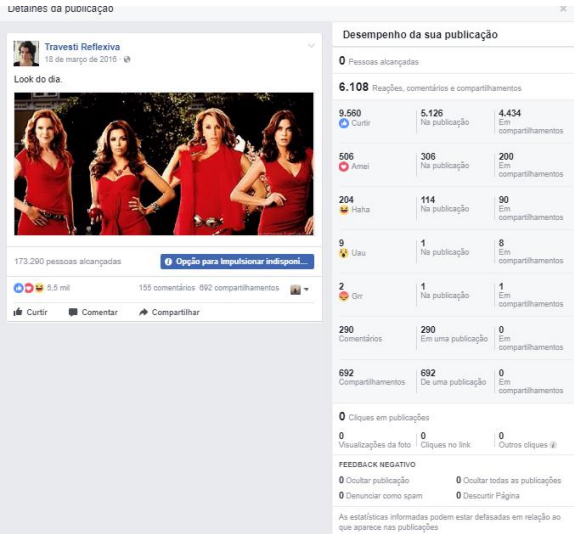 Detalhes da publicação
Travesti Reflexiva
18 de março de 2016 ·
Look do dia.
173.290 pessoas alcançadas
Opção para Impulsionar indisponí...
5,5 mil
155 comentários 692 compartilhamentos
Curtir Comentar Compartilhar
Desempenho da sua publicação
0 Pessoas alcançadas
6.108 Reações, comentários e compartilhamentos
9.560 5.126 4.434
Curtir Na publicação Em
compartilhamentos
506 306 200
Amei Na publicação Em
compartilhamentos
204 114 90
Haha Na publicação Em
compartilhamentos
9 1 8
Uau Na publicação Em
compartilhamentos
2 1 1
Grr Na publicação Em
compartilhamentos
290 290 0
Comentários Em uma publicação Em
compartilhamentos
692 692 0
Compartilhamentos De uma publicação Em
compartilhamentos
0 Cliques em publicações
0 0 0
Visualizações da foto Cliques no link Outros cliques
FEEDBACK NEGATIVO
0 Ocultar publicação 0 Ocultar todas as publicações
0 Denunciar como spam 0 Descurtir Página
As estatísticas informadas podem estar defasadas em relação ao
que aparece nas publicações